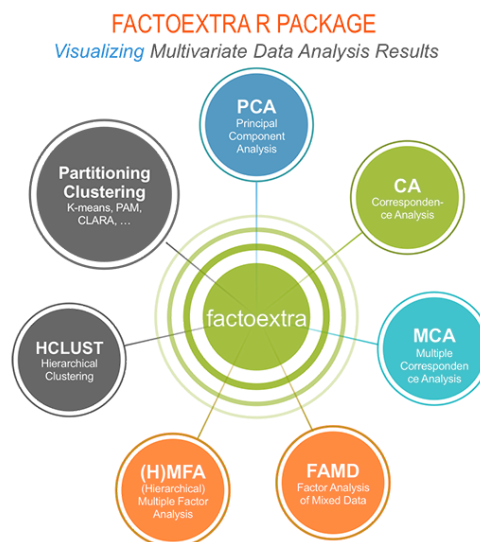 FACTOEXTRA R PACKAGE
Visualizing Multivariate Data Analysis Results
PCA
Principal
Component
Analysis
Partitioning
Clustering
K-means, PAM,
CLARA, ...
CA
Corresponden-
ce Analysis
factoextra
HCLUST
Hierarchical
Clustering
MCA
Multiple
Corresponden
ce Analysis
(H)MFA
(Hierarchical)
Multiple Factor
Analysis
FAMD
Factor Analysis
of Mixed Data